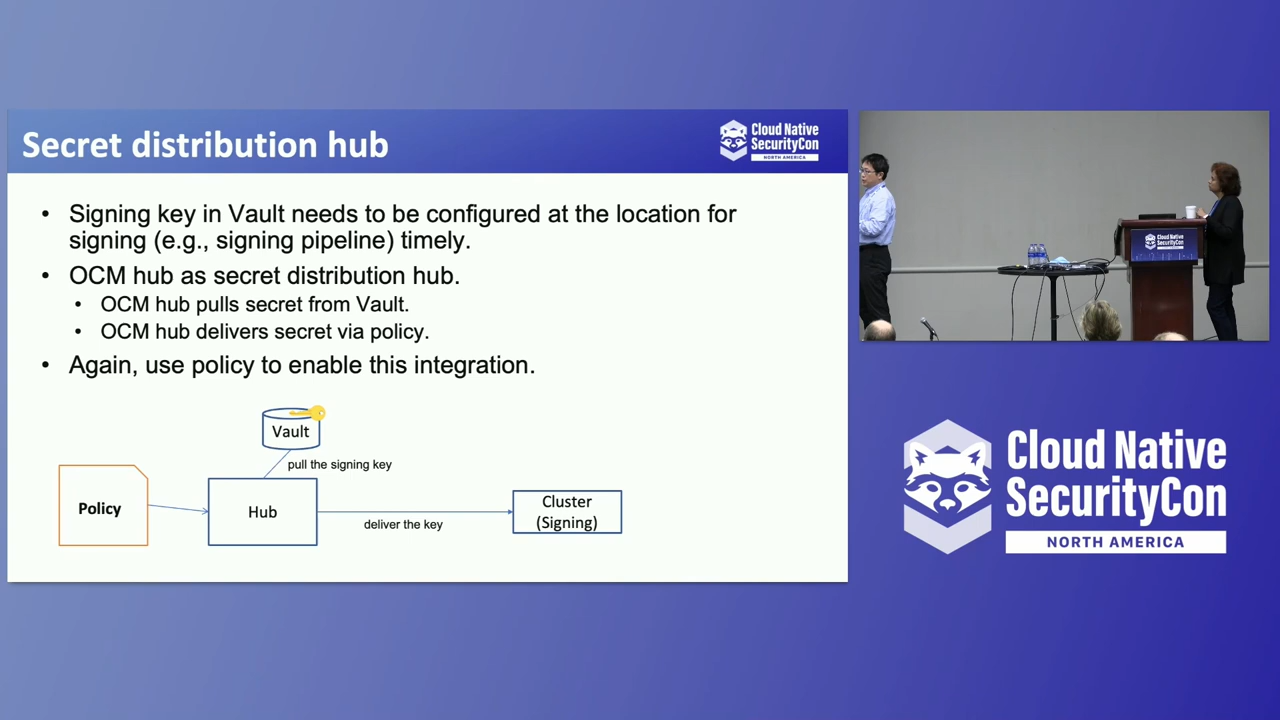 Secret distribution hub
Cloud Native
SecurityCon
NORTH AMERICA
• Signing key in Vault needs to be configured at the location for
signing (e.g., signing pipeline) timely.
• OCM hub as secret distribution hub.
• OCM hub pulls secret from Vault.
• OCM hub delivers secret via policy.
• Again, use policy to enable this integration.
Vault
pull the signing key
Policy
Hub
deliver the key
Cluster
(Signing)
Cloud Native
SecurityCon
Cloud Native
SecurityCon
NORTH AMERICA